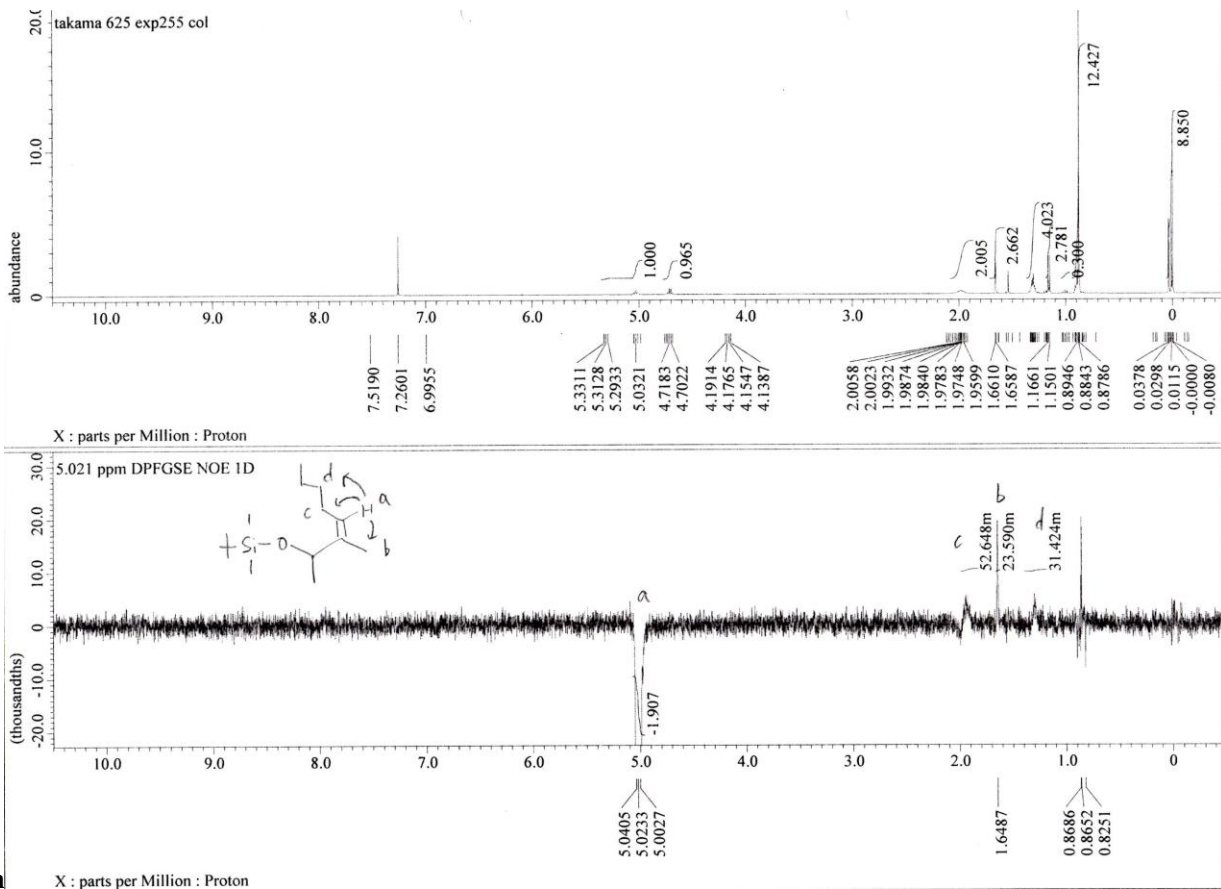 takama 625 exp255 col
abundance
20.0
10.0
0
1.000
0.965
2.005
2.662
4.023
2.781
0.300
12.427
8.850
10.0 9.0 8.0 7.0 6.0 5.0 4.0 3.0 2.0 1.0 0
7.5190
7.2601
6.9955
5.3311
5.3128
5.2933
5.0321
4.7183
4.7022
4.1914
4.1765
4.1547
4.1387
2.0058
2.0023
1.9932
1.9874
1.9840
1.9783
1.9748
1.9599
1.6610
1.6587
1.1661
1.1501
0.8946
0.8843
0.8786
0.0378
0.0298
0.0115
-0.0000
-0.0080
X : parts per Million : Proton
5.021 ppm DPFGSE NOE 1D
(thousandths)
30.0
20.0
10.0
0
-10.0
-20.0
d
a
c
H
b
Si
O
a
-1.907
c
52.648m
b
23.590m
d
31.424m
10.0 9.0 8.0 7.0 6.0 5.0 4.0 3.0 2.0 1.0 0
5.0405
5.0233
5.0027
1.6487
0.8686
0.8652
0.8251
X : parts per Million : Proton